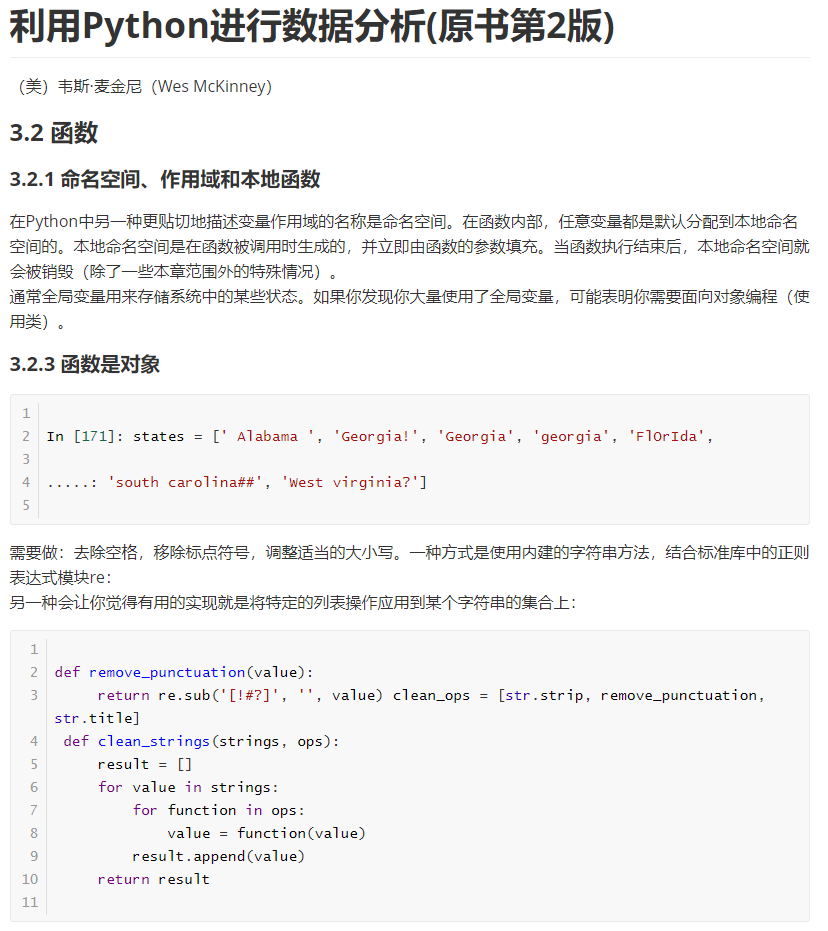 利用Python进行数据分析(原书第2版)
（美）韦斯·麦金尼（Wes McKinney）
3.2 函数
3.2.1 命名空间、作用域和本地函数
在Python中另一种更贴切地描述变量作用域的名称是命名空间。在函数内部，任意变量都是默认分配到本地命名
空间的。本地命名空间是在函数被调用时生成的，并立即由函数的参数填充。当函数执行结束后，本地命名空间就
会被销毁（除了一些本章范围外的特殊情况）。
通常全局变量用来存储系统中的某些状态。如果你发现你大量使用了全局变量，可能表明你需要面向对象编程（使
用类）。
3.2.3 函数是对象
1
2 In [171]: states = [' Alabama ', 'Georgia!', 'Georgia', 'georgia', 'FlOrIda',
3
4 .....: 'south carolina##', 'West virginia?']
5
需要做：去除空格，移除标点符号，调整适当的大小写。一种方式是使用内建的字符串方法，结合标准库中的正则
表达式模块re：
另一种会让你觉得有用的实现就是将特定的列表操作应用到某个字符串的集合上：
1
2 def remove_punctuation(value):
3 return re.sub('[!#?]', '', value) clean_ops = [str.strip, remove_punctuation,
str.title]
4 def clean_strings(strings, ops):
5 result = []
6 for value in strings:
7 for function in ops:
8 value = function(value)
9 result.append(value)
10 return result
11